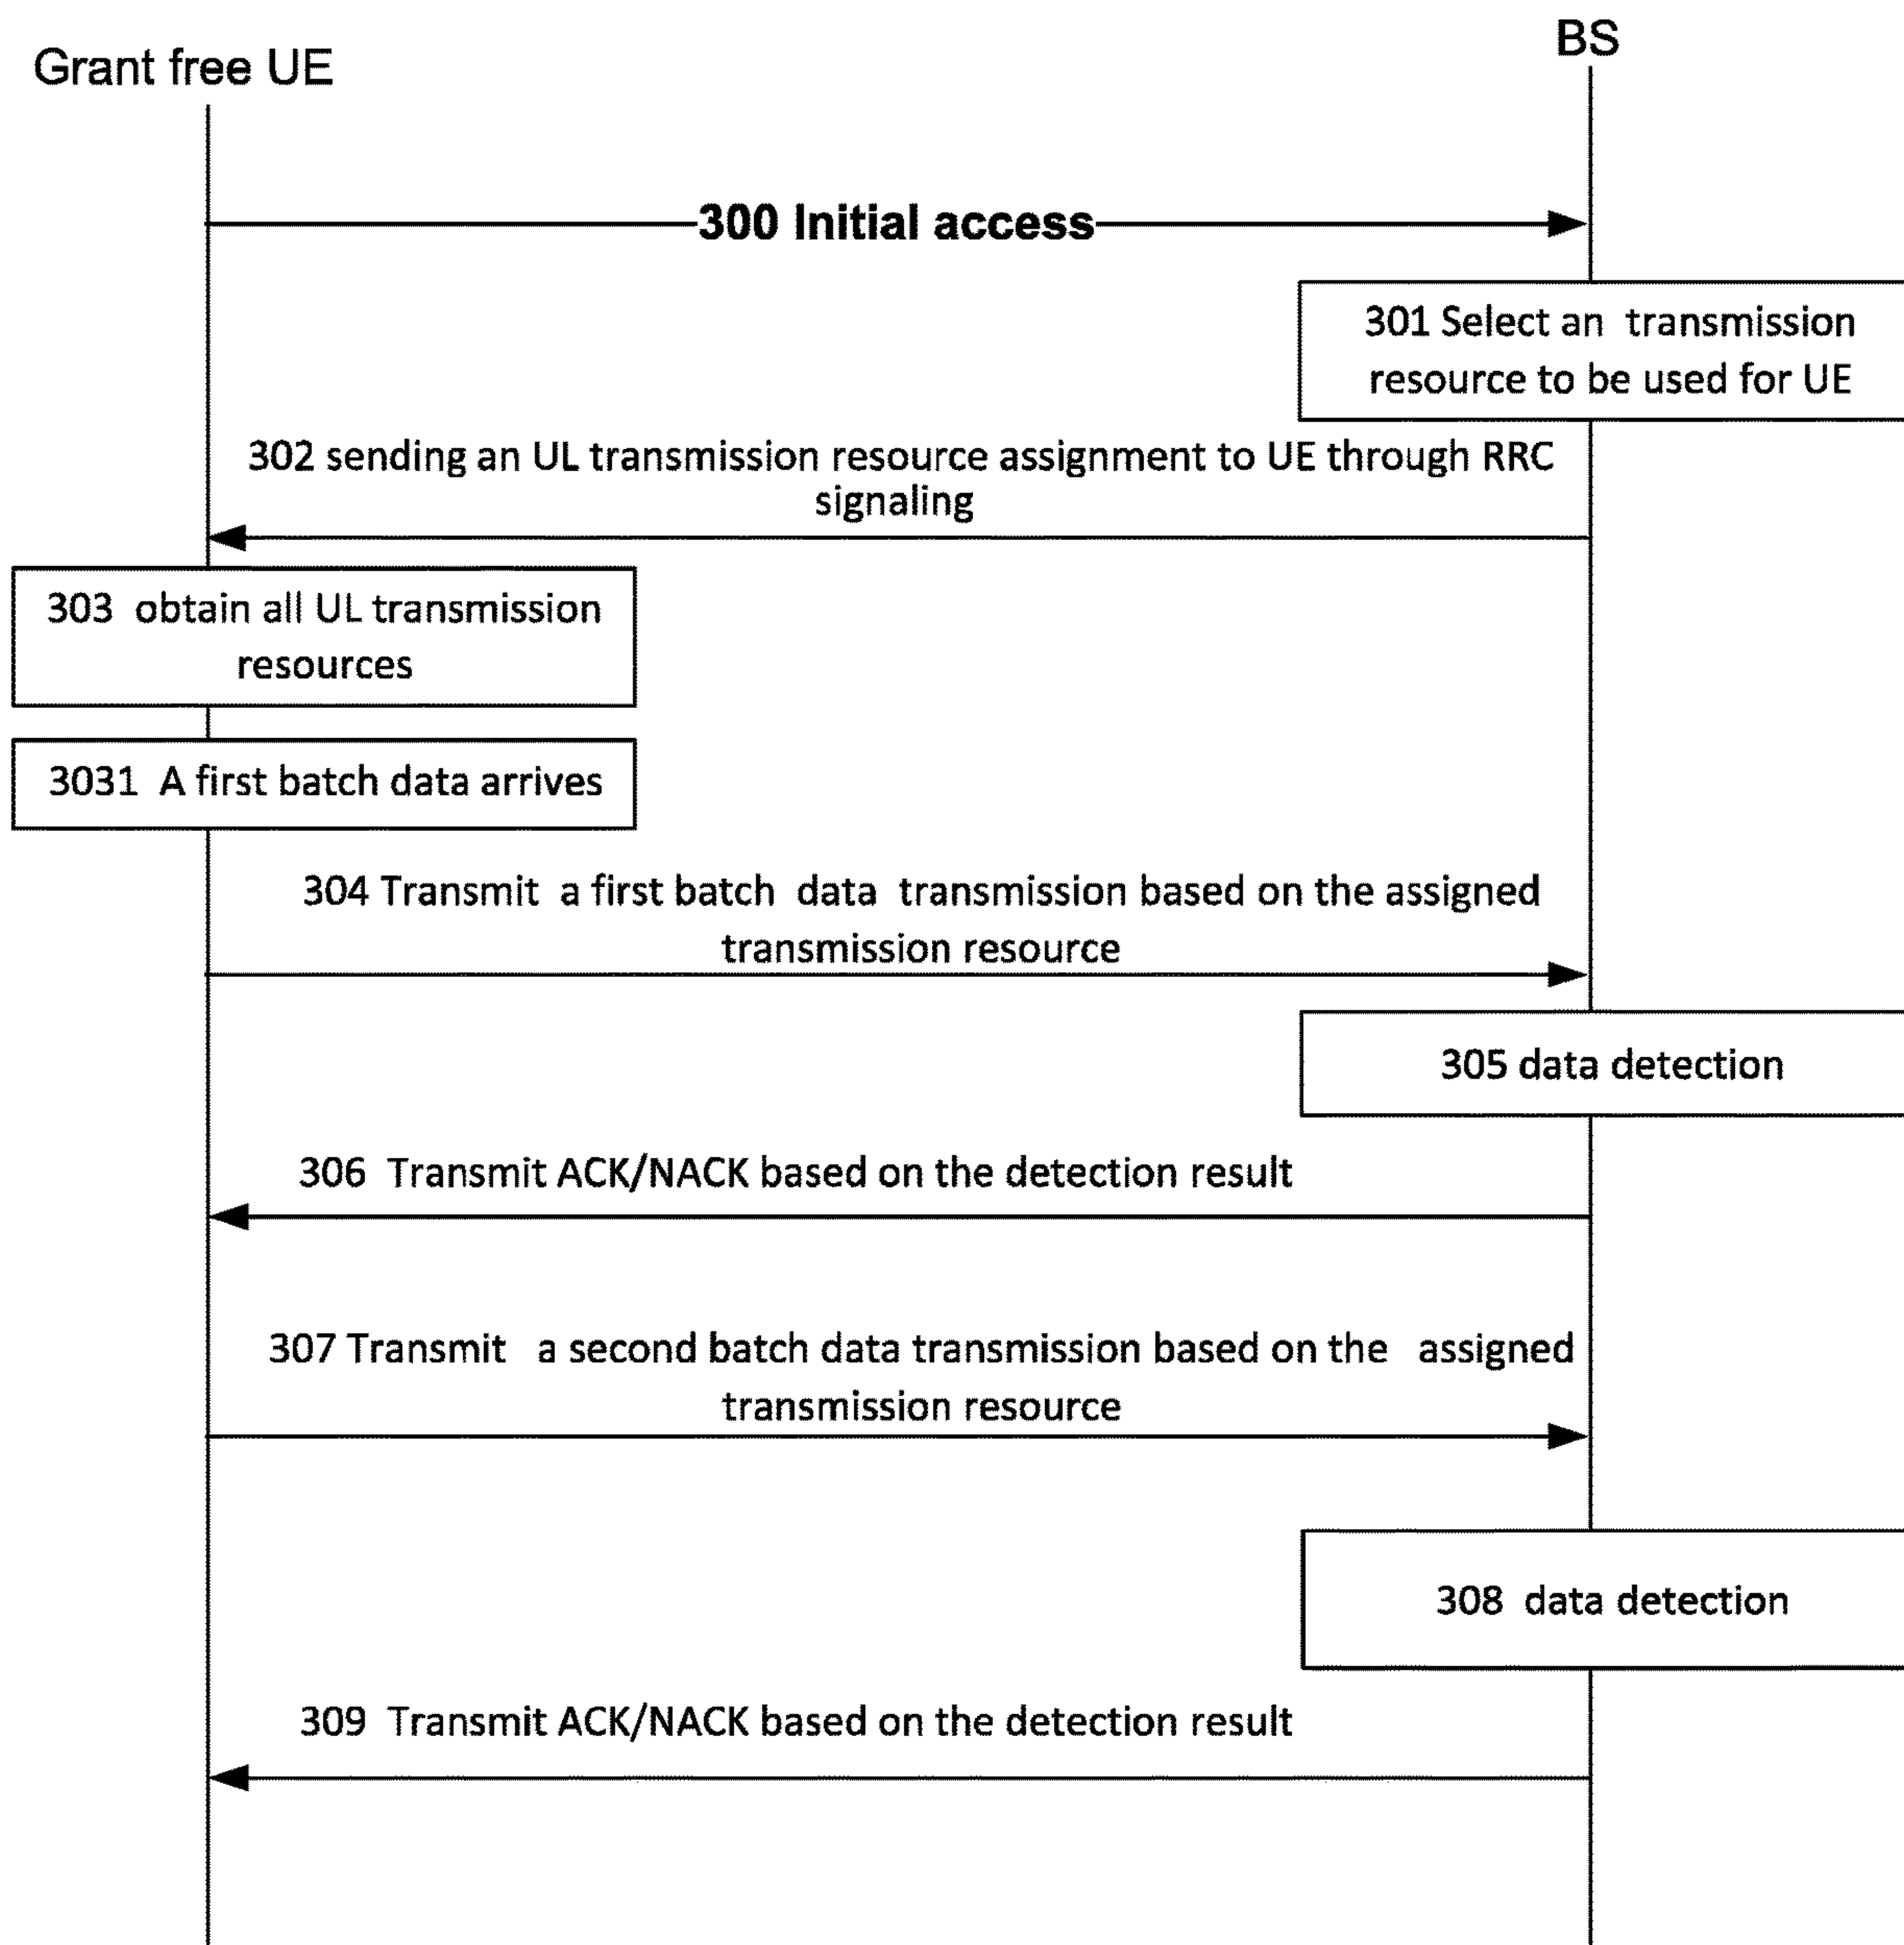 Grant free UE
BS
300 Initial access
301 Select an transmission
resource to be used for UE
302 sending an UL transmission resource assignment to UE through RRC
signaling
303 obtain all UL transmission
resources
3031 A first batch data arrives
304 Transmit a first batch data transmission based on the assigned
transmission resource
305 data detection
306 Transmit ACK/NACK based on the detection result
307 Transmit a second batch data transmission based on the assigned
transmission resource
308 data detection
309 Transmit ACK/NACK based on the detection result